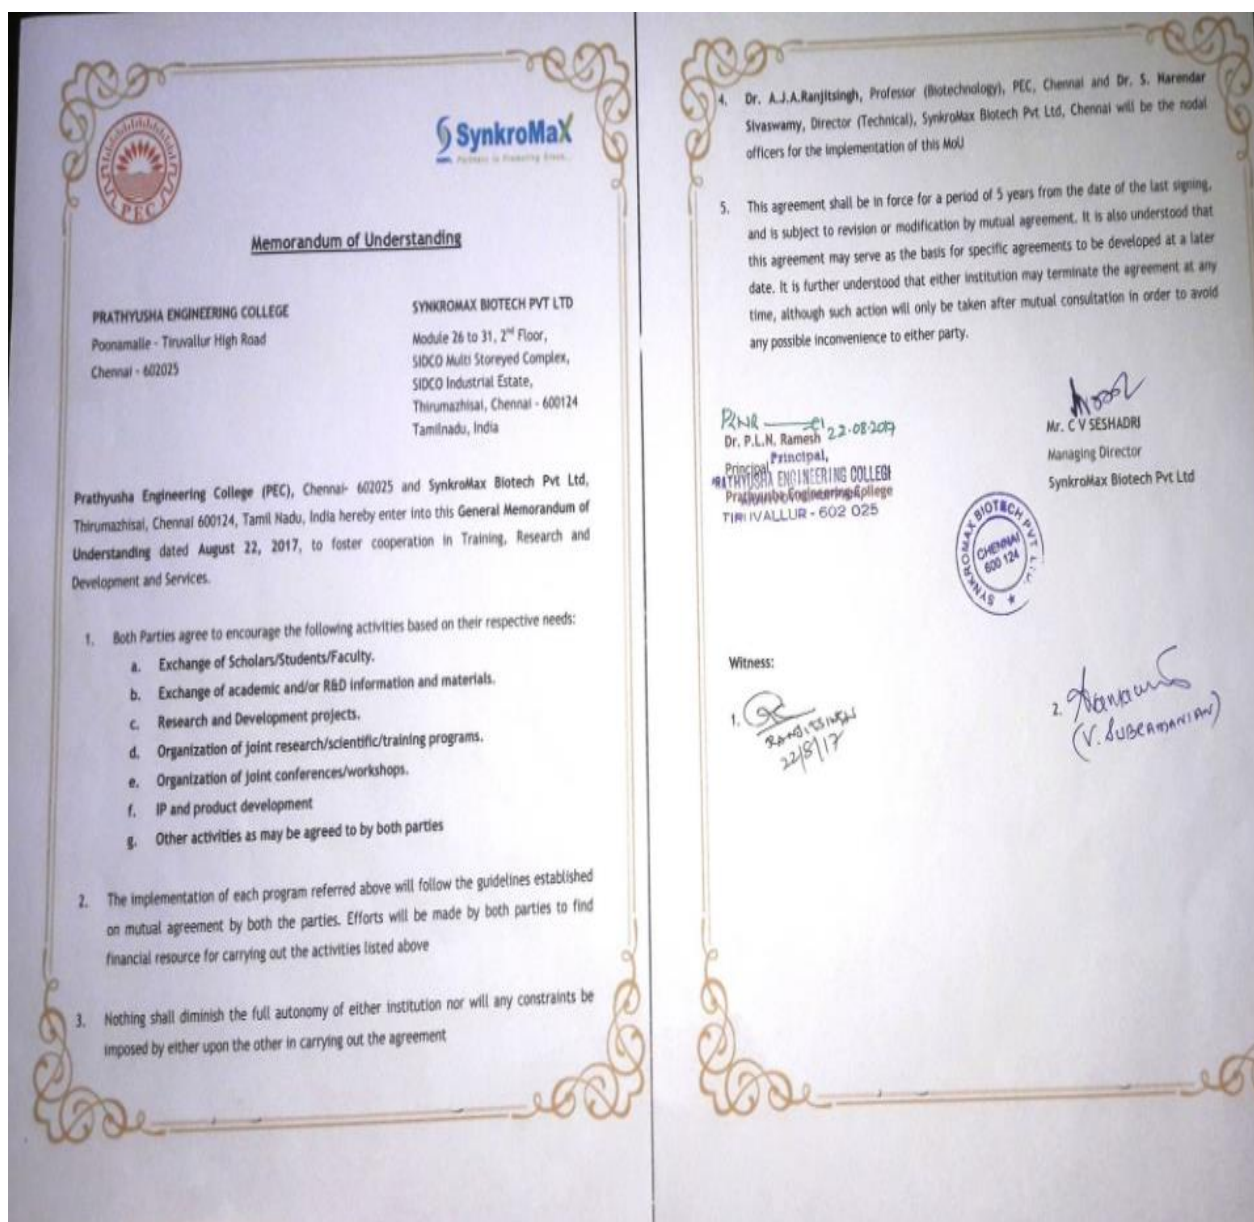 PEC
SynkroMaX
Memorandum of Understanding
PRATHYUSHA ENGINEERING COLLEGE
Poonamalle - Tiruvallur High Road
Chennai - 602025
SYNKROMAX BIOTECH PVT LTD
Module 26 to 31, 2nd Floor,
SIDCO Multi Storeyed Complex,
SIDCO Industrial Estate,
Thirumazhisai, Chennai - 600124
Tamilnadu, India
Prathyusha Engineering College (PEC), Chennai- 602025 and SynkroMax Biotech Pvt Ltd,
Thirumazhisai, Chennai 600124, Tamil Nadu, India hereby enter into this General Memorandum of
Understanding dated August 22, 2017, to foster cooperation in Training, Research and
Development and Services.
1. Both Parties agree to encourage the following activities based on their respective needs:
a. Exchange of Scholars/Students/Faculty.
b. Exchange of academic and/or R&D information and materials.
c. Research and Development projects.
d. Organization of joint research/scientific/training programs.
e. Organization of joint conferences/workshops.
f. IP and product development
g. Other activities as may be agreed to by both parties
2. The implementation of each program referred above will follow the guidelines established
on mutual agreement by both the parties. Efforts will be made by both parties to find
financial resource for carrying out the activities listed above
3. Nothing shall diminish the full autonomy of either institution nor will any constraints be
imposed by either upon the other in carrying out the agreement
4. Dr. A.J.A.Ranjitsingh, Professor (Biotechnology), PEC, Chennai and Dr. S. Narendar
Sivaswamy, Director (Technical), SynkroMax Biotech Pvt Ltd, Chennai will be the nodal
officers for the implementation of this MoU
5. This agreement shall be in force for a period of 5 years from the date of the last signing,
and is subject to revision or modification by mutual agreement. It is also understood that
this agreement may serve as the basis for specific agreements to be developed at a later
date. It is further understood that either institution may terminate the agreement at any
time, although such action will only be taken after mutual consultation in order to avoid
any possible inconvenience to either party.
22-08-2017
Dr. P.L.N. Ramesh
Principal,
Principal
PRATHYUSHA ENGINEERING COLLEGE
Prathyusha Engineering College
TIRUVALLUR - 602 025
Mr. C V SESHADRI
Managing Director
SynkroMax Biotech Pvt Ltd
SYNKROMAX BIOTECH PVT LTD.
CHENNAI
600 124
Witness:
1.
RANJITSINGH
22/8/17
2.
(V. SUBRAMANIAN)